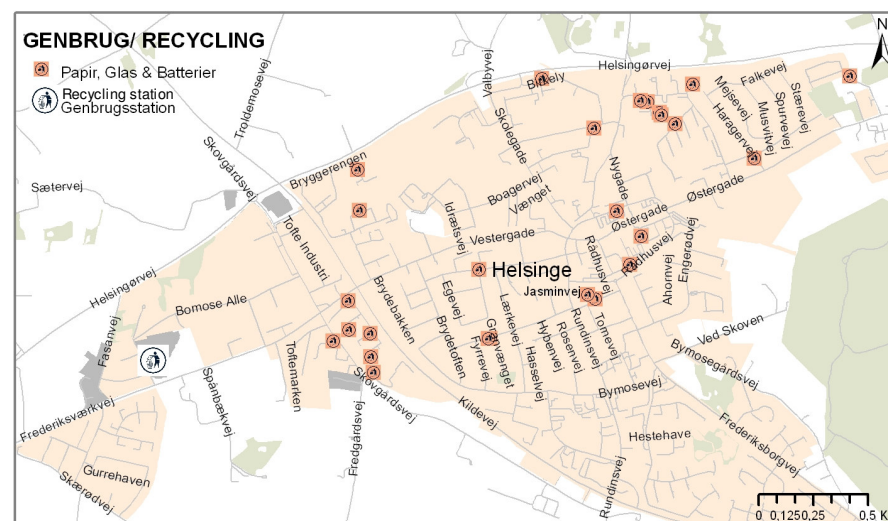 GENBRUG/ RECYCLING
Papir, Glas & Batterier
Recycling station
Genbrugsstation
N
Helsingørvej
Birkely
Valbyvej
Troldemosevej
Skovgårdsvej
Skolegade
Falkevej
Mejsevej
Haragervej
Musvitvej
Spurvevej
Stærevej
Sætervej
Bryggerengen
Boagervej
Vænget
Nygade
Østergade
Østergade
Idrætsvej
Vestergade
Tofte Industri
Rådhusvej
Rådhusvej
Engerødvej
Ahornvej
Helsinge
Jasminvej
Helsingørvej
Bomose Alle
Brydebakken
Egevej
Brydetoften
Lærkevej
Granvænget
Fyrrevej
Hasselvej
Hybenvej
Rosenvej
Rundinsvej
Tornevej
Ved Skoven
Bymosegårdsvej
Fasanvej
Toftemarken
Spånbækvej
Skovgårdsvej
Fredgårdsvej
Kildevej
Bymosevej
Hestehave
Frederiksborgvej
Frederiksværkvej
Gurrehaven
Skærødvej
Rundinsvej
0 0,1250,25 0,5 K